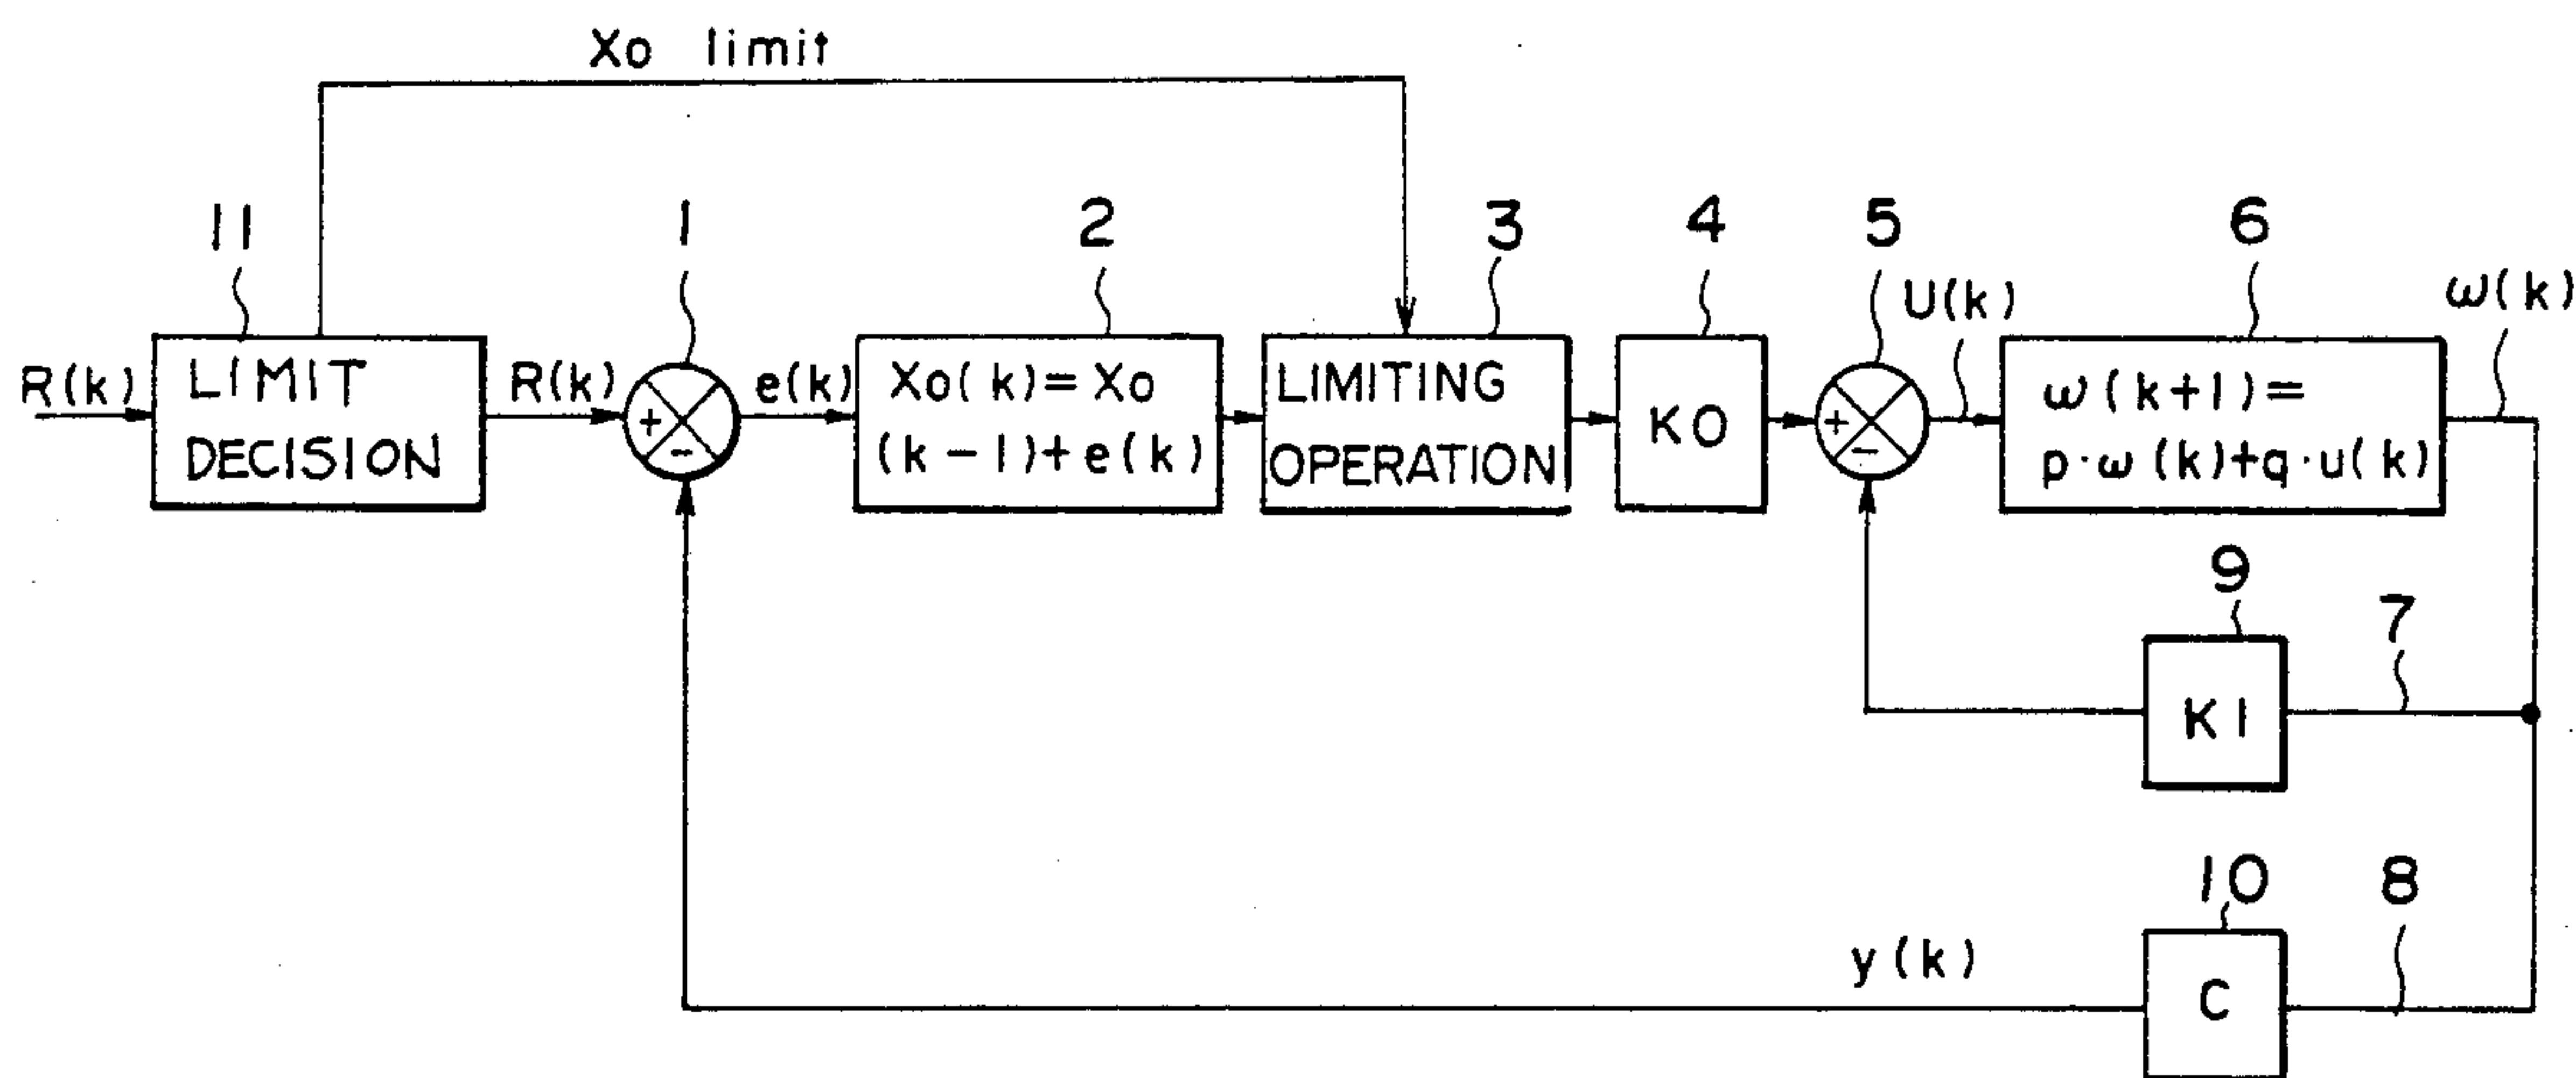 Xo limit
11
1
2
3
4
5
6
U(k)
ω(k)
R(k)
LIMIT
DECISION
R(k)
+
-
e(k)
Xo(k)=Xo
(k-1)+e(k)
LIMITING
OPERATION
K0
+
-
ω(k+1)=
p·ω(k)+q·u(k)
9
7
K1
10
8
y(k)
C